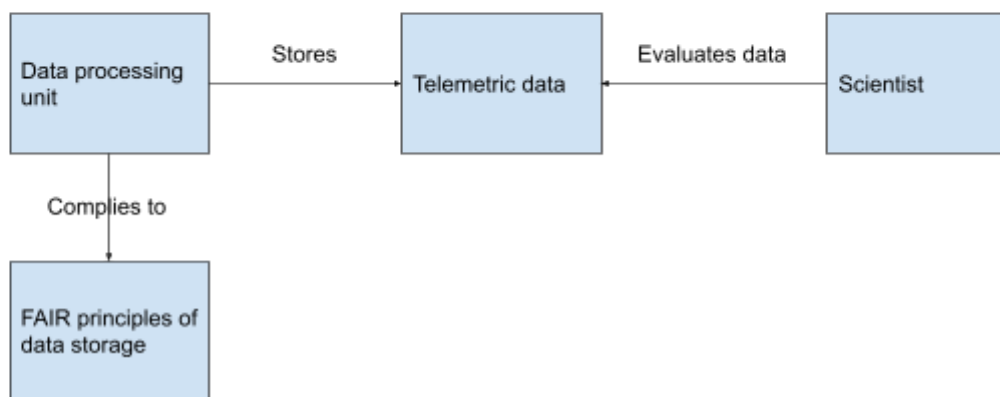 Stores
Evaluates data
Data processing
unit
Telemetric data
Scientist
Complies to
FAIR principles of
data storage